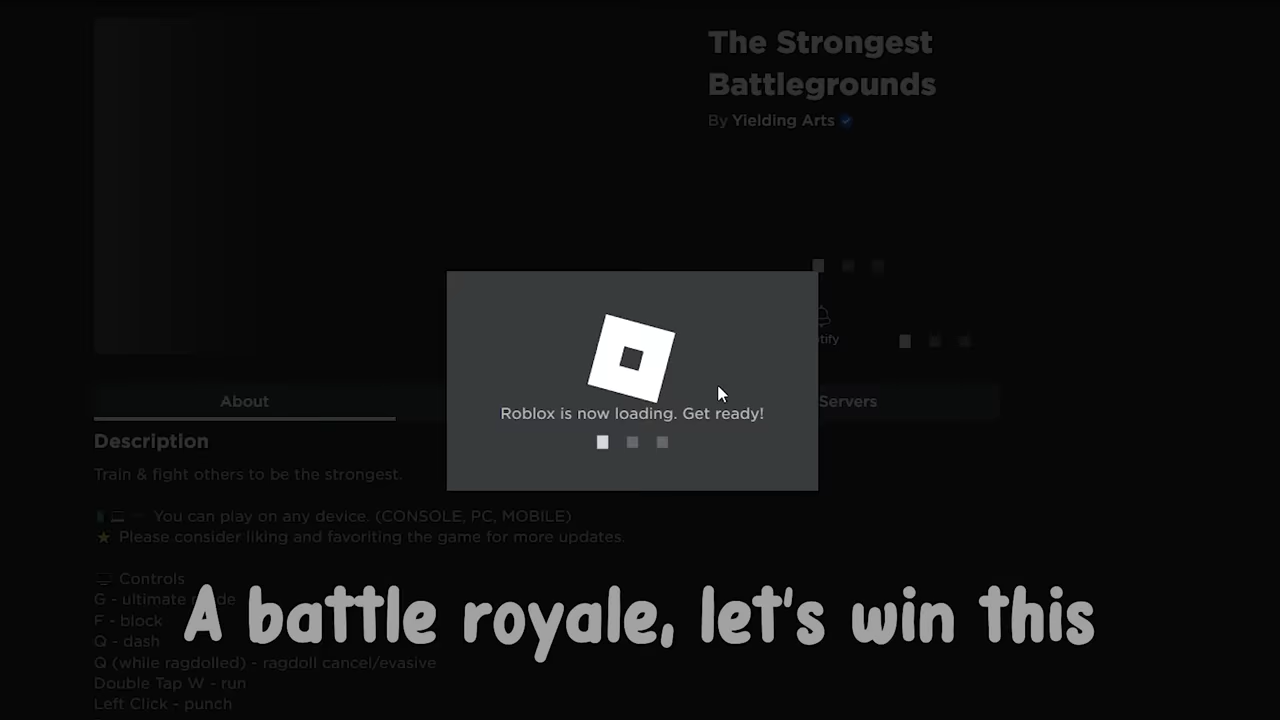 The Strongest
Battlegrounds
By Yielding Arts
Roblox is now loading. Get ready!
About
Servers
Description
Train & fight others to be the strongest.
You can play on any device. (CONSOLE, PC, MOBILE)
Please consider liking and favoriting the game for more updates.
Controls
G - ultimate
A battle royale, let's win this
F - block
Q - dash
Q (while ragdolled) - ragdoll cancel/evasive
Double Tap W - run
Left Click - punch